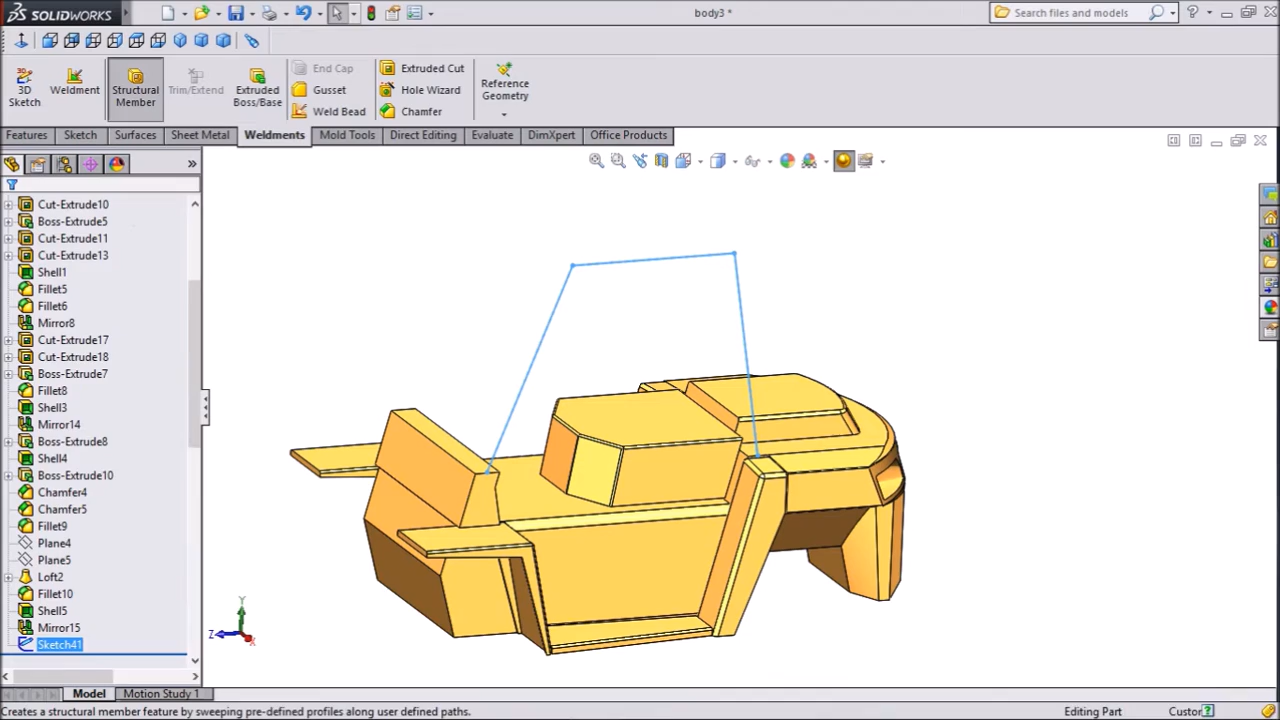 SOLIDWORKS
body3 *
Search files and models
3D Sketch
Weldment
Structural Member
Trim/Extend
Extruded Boss/Base
End Cap
Gusset
Weld Bead
Extruded Cut
Hole Wizard
Chamfer
Reference Geometry
Features Sketch Surfaces Sheet Metal Weldments Mold Tools Direct Editing Evaluate DimXpert Office Products
Cut-Extrude10
Boss-Extrude5
Cut-Extrude11
Cut-Extrude13
Shell1
Fillet5
Fillet6
Mirror8
Cut-Extrude17
Cut-Extrude18
Boss-Extrude7
Fillet8
Shell3
Mirror14
Boss-Extrude8
Shell4
Boss-Extrude10
Chamfer4
Chamfer5
Fillet9
Plane4
Plane5
Loft2
Fillet10
Shell5
Mirror15
Sketch41
Y
Z
X
Model Motion Study 1
Creates a structural member feature by sweeping pre-defined profiles along user defined paths. Editing Part Custor